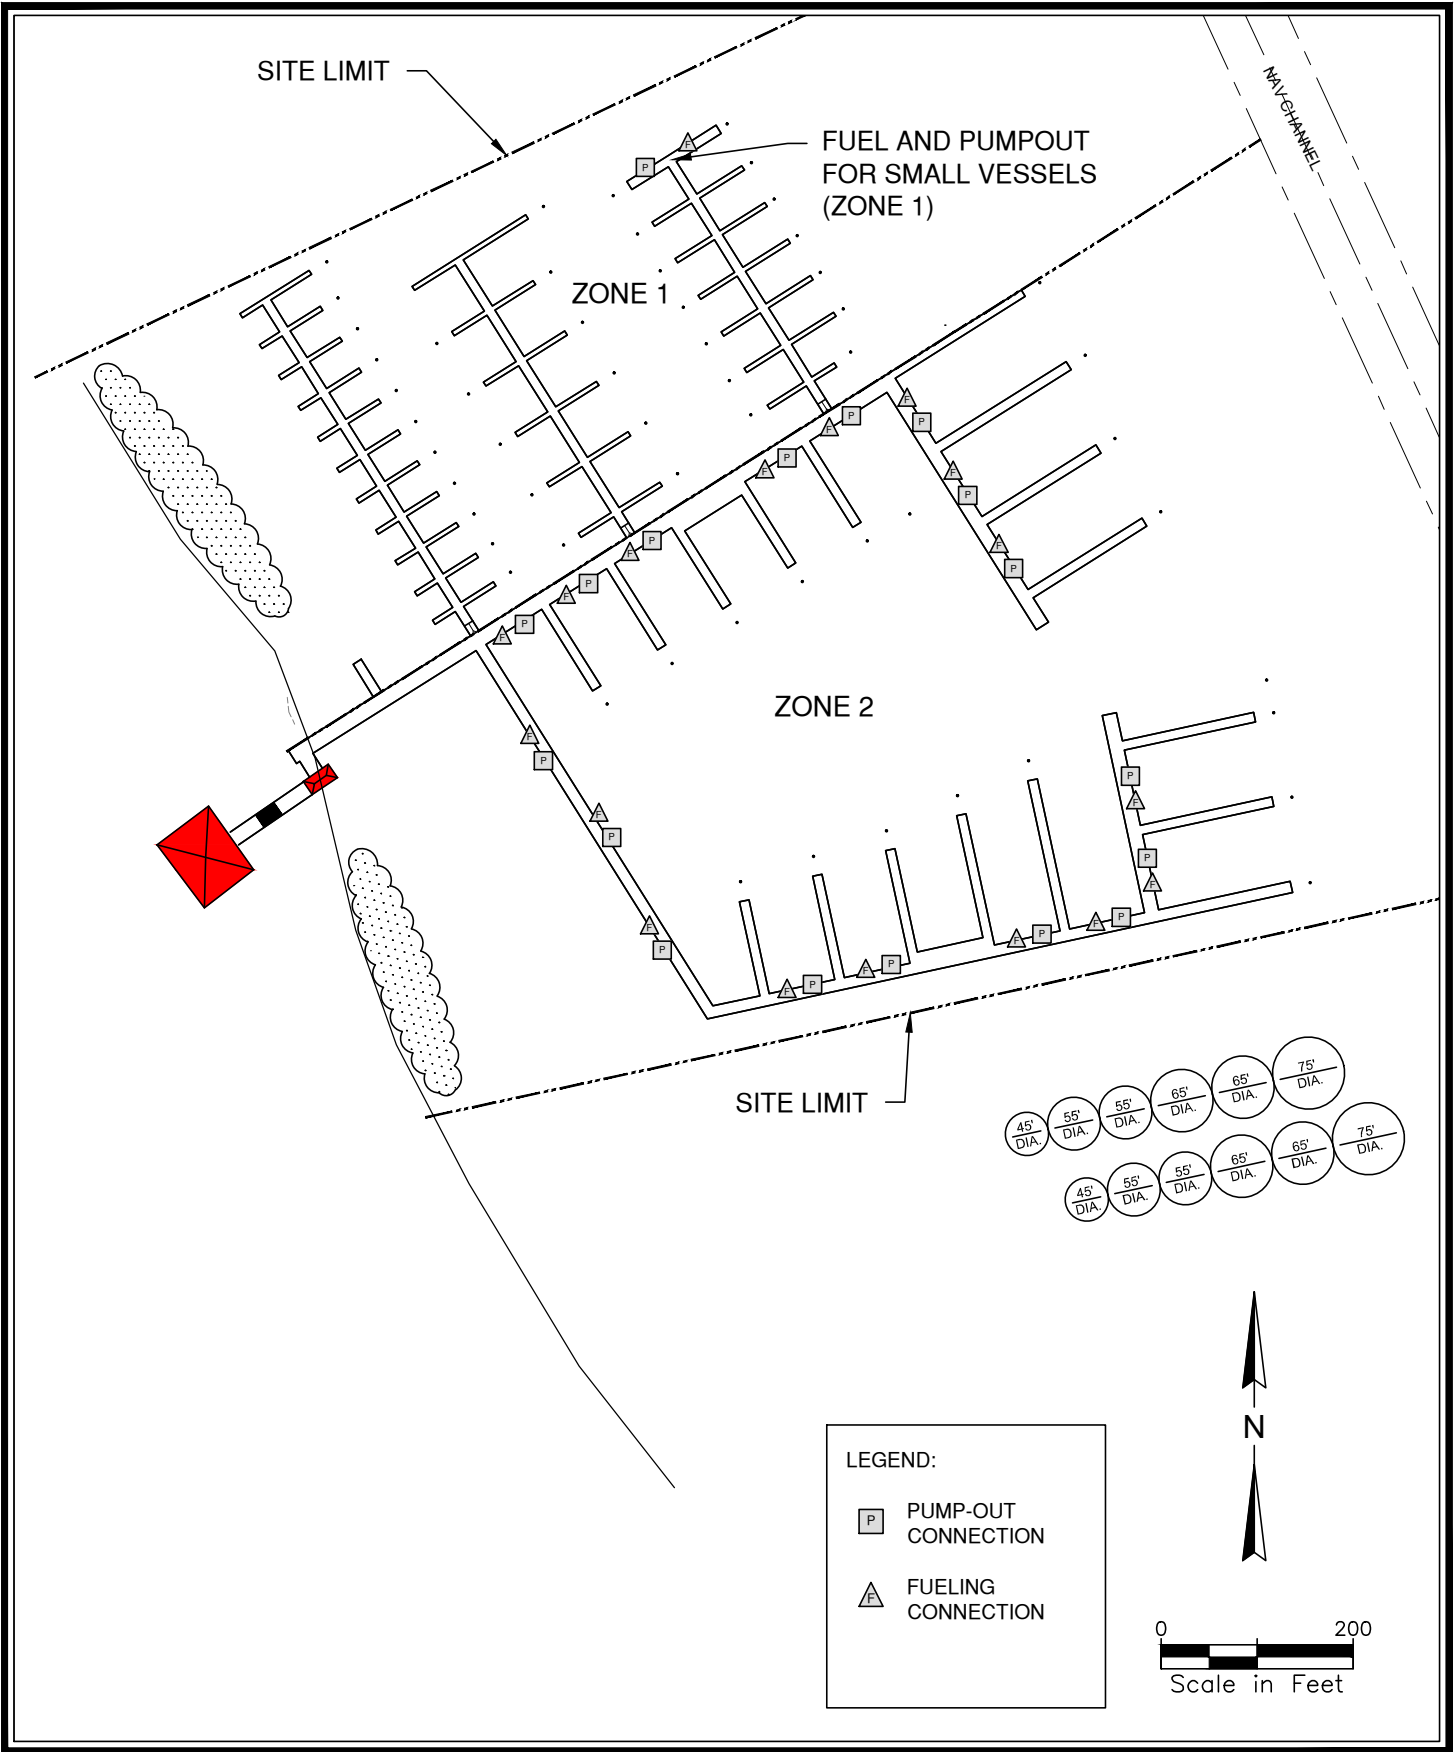 SITE LIMIT
NAV CHANNEL
FUEL AND PUMPOUT
FOR SMALL VESSELS
(ZONE 1)
F
P
ZONE 1
F
P
F
P
F
P
F
P
F
P
F
P
F
P
F
P
F
P
ZONE 2
F
P
F
P
F
P
P
F
P
F
F
P
F
P
F
P
F
P
SITE LIMIT
45'
DIA.
55'
DIA.
55'
DIA.
65'
DIA.
65'
DIA.
75'
DIA.
45'
DIA.
55'
DIA.
55'
DIA.
65'
DIA.
65'
DIA.
75'
DIA.
N
LEGEND:
P
PUMP-OUT
CONNECTION
F
FUELING
CONNECTION
0 200
Scale in Feet